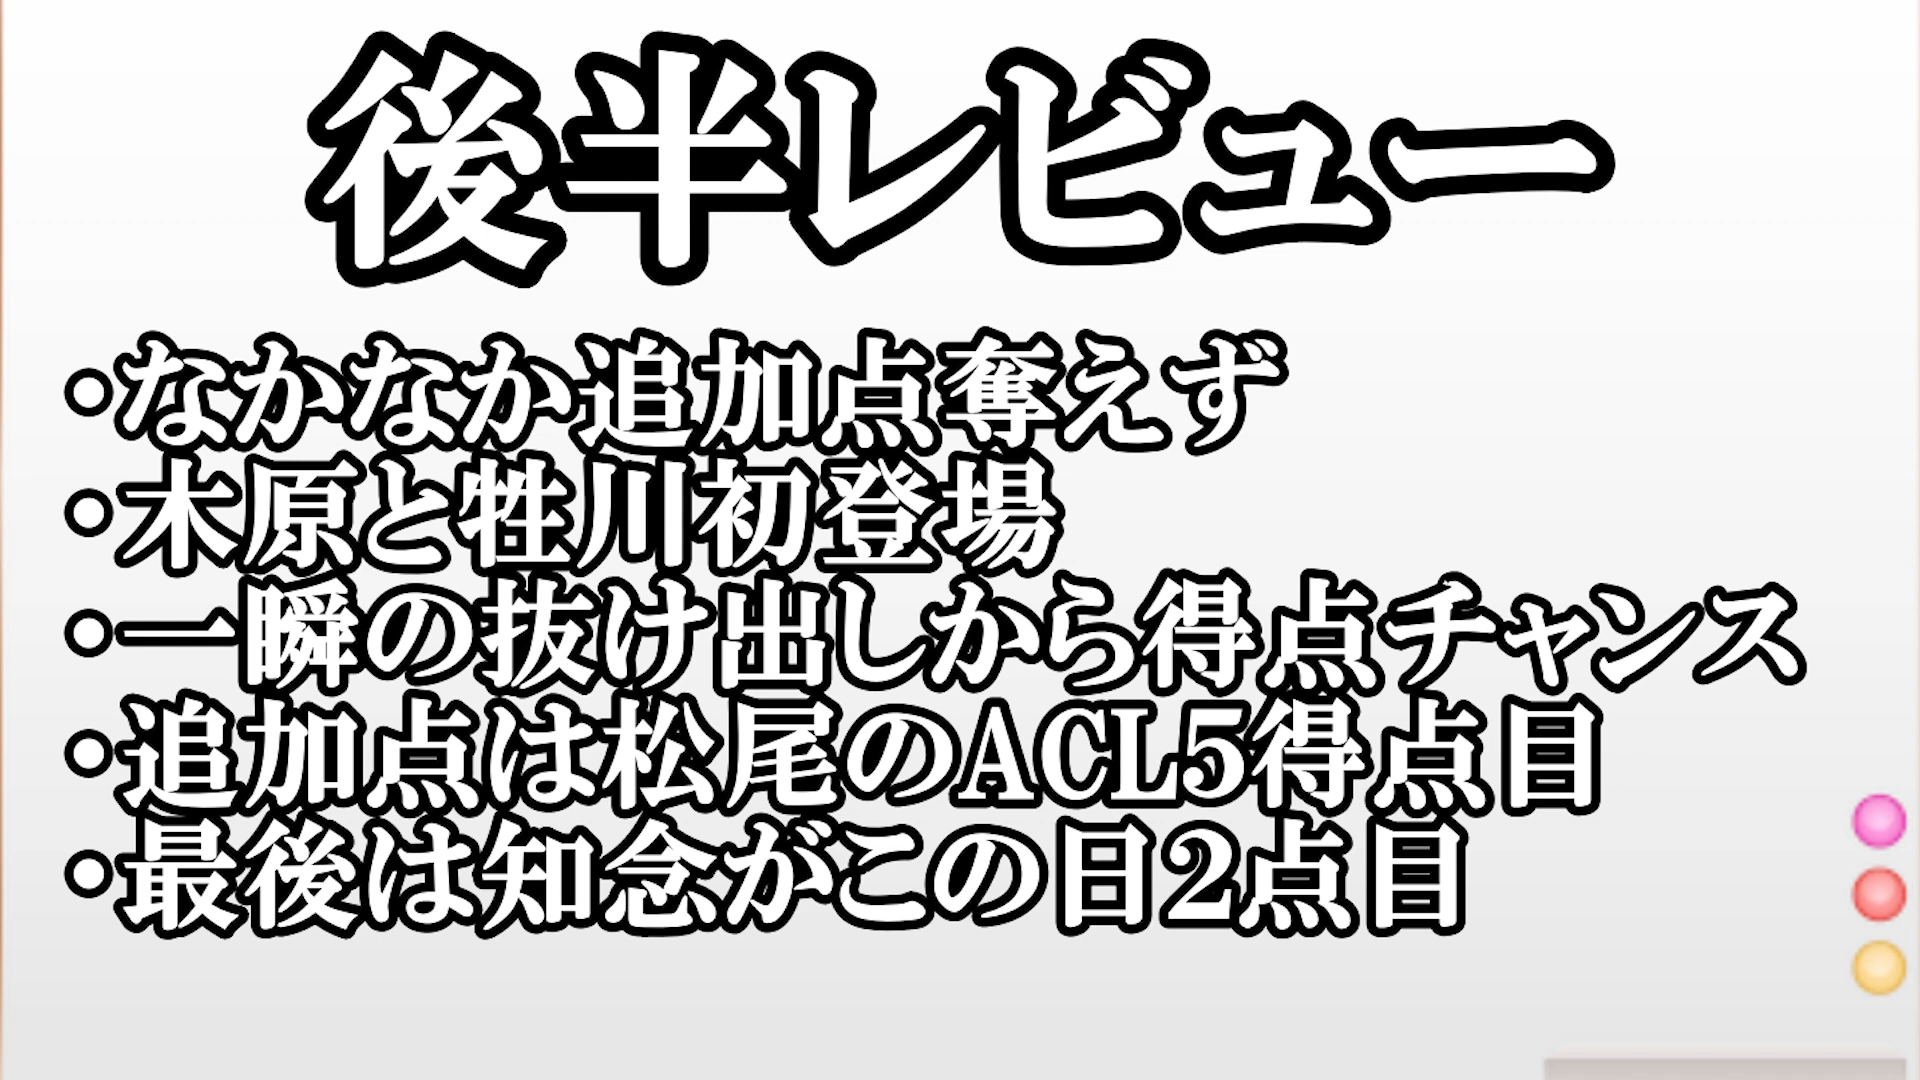 後半レビュー
・なかなか追加点奪えず
・木原と牲川初登場
・一瞬の抜け出しから得点チャンス
・追加点は松尾のACL5得点目
・最後は知念がこの日2点目